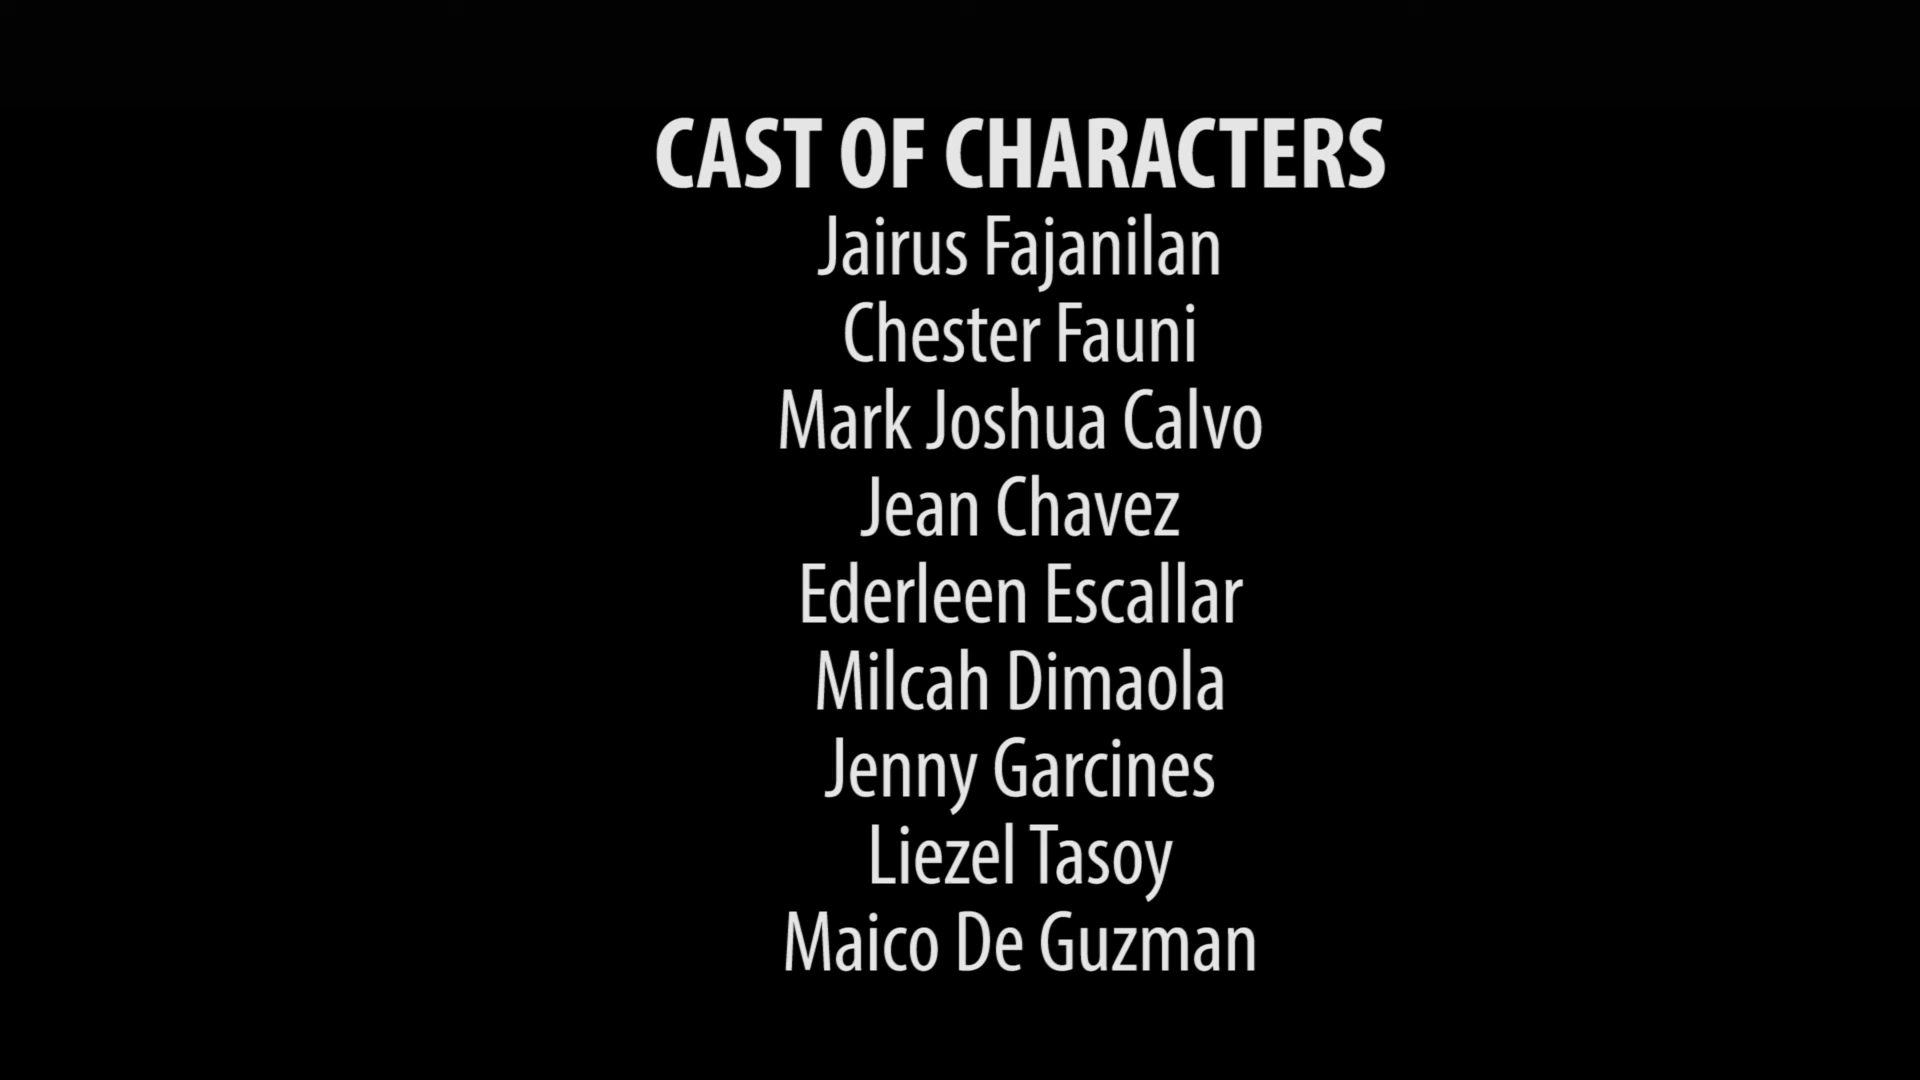 CAST OF CHARACTERS
Jairus Fajanilan
Chester Fauni
Mark Joshua Calvo
Jean Chavez
Ederleen Escallar
Milcah Dimaola
Jenny Garcines
Liezel Tasoy
Maico De Guzman